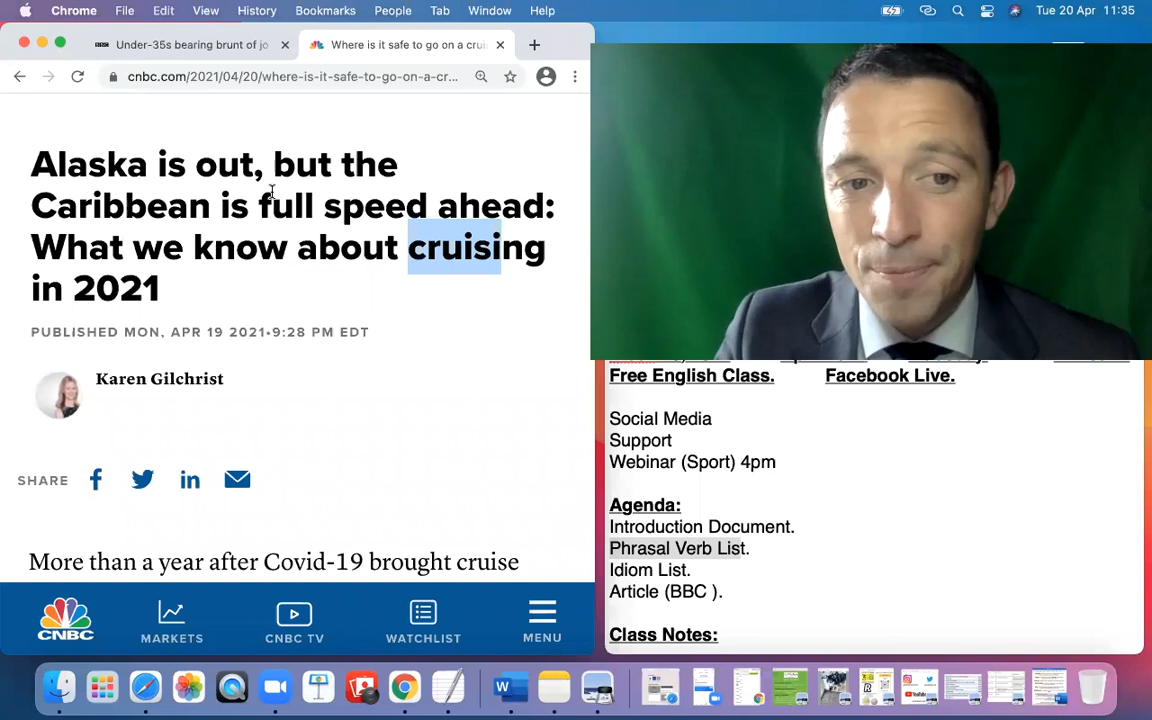 Chrome File Edit View History Bookmarks People Tab Window Help Tue 20 Apr 11:35
Under-35s bearing brunt of jo
Where is it safe to go on a crui
cnbc.com/2021/04/20/where-is-it-safe-to-go-on-a-cr...
Alaska is out, but the
Caribbean is full speed ahead:
What we know about cruising
in 2021
PUBLISHED MON, APR 19 2021•9:28 PM EDT
Karen Gilchrist
SHARE
More than a year after Covid-19 brought cruise
CNBC
MARKETS
CNBC TV
WATCHLIST
MENU
Free English Class. Facebook Live.
Social Media
Support
Webinar (Sport) 4pm
Agenda:
Introduction Document.
Phrasal Verb List.
Idiom List.
Article (BBC ).
Class Notes: